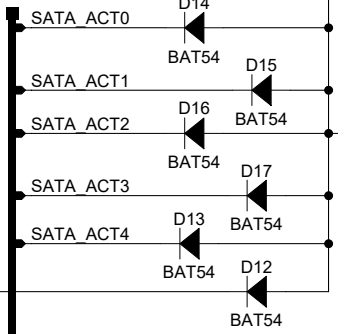 D14
SATA_ACT0
BAT54
D15
SATA_ACT1
BAT54
D16
SATA_ACT2
BAT54
D17
SATA_ACT3
BAT54
D13
SATA_ACT4
BAT54
D12
BAT54